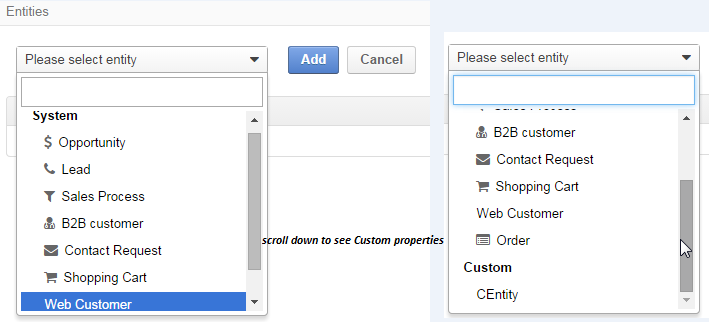 Entities
Please select entity
Add
Cancel
System
Opportunity
Lead
Sales Process
B2B customer
Contact Request
Shopping Cart
Web Customer
scroll down to see Custom properties
Please select entity
Sales Process
B2B customer
Contact Request
Shopping Cart
Web Customer
Order
Custom
CEntity